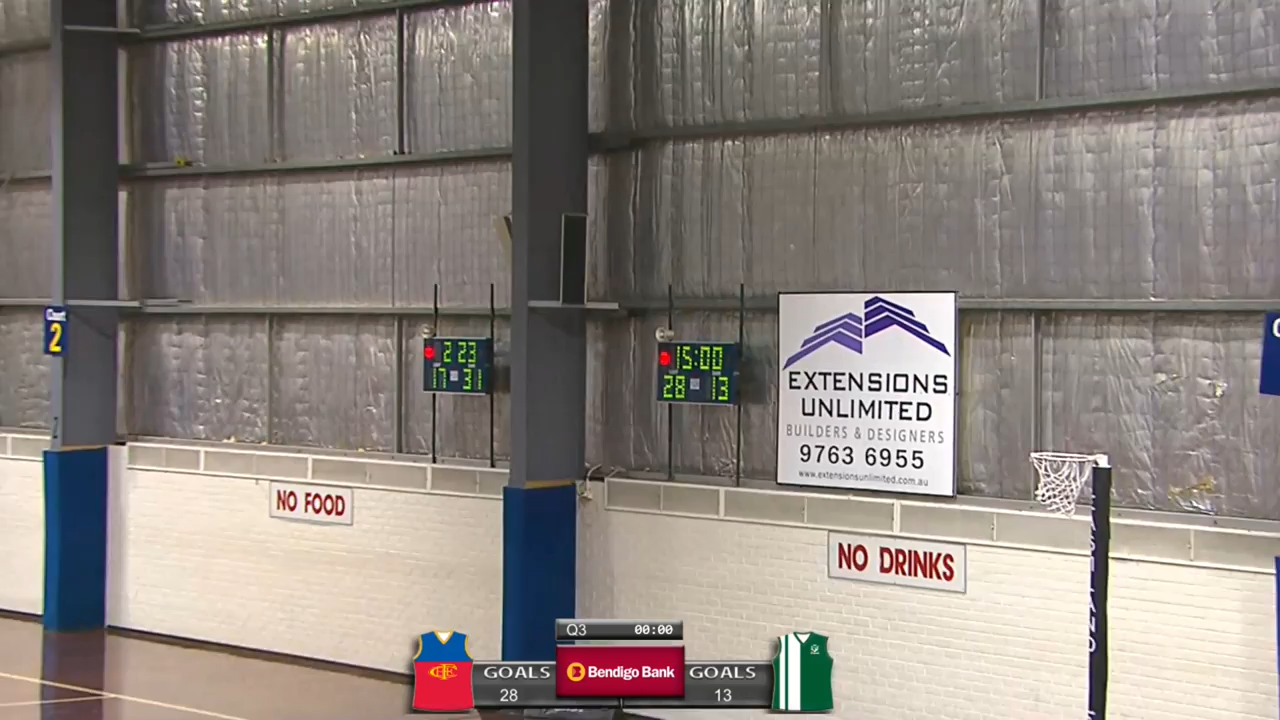 Court
2
2 23
17 31
15:00
28 13
EXTENSIONS
UNLIMITED
BUILDERS & DESIGNERS
9763 6955
www.extensionsunlimited.com.au
NO FOOD
NO DRINKS
Q3 00:00
GOALS
28
Bendigo Bank
GOALS
13